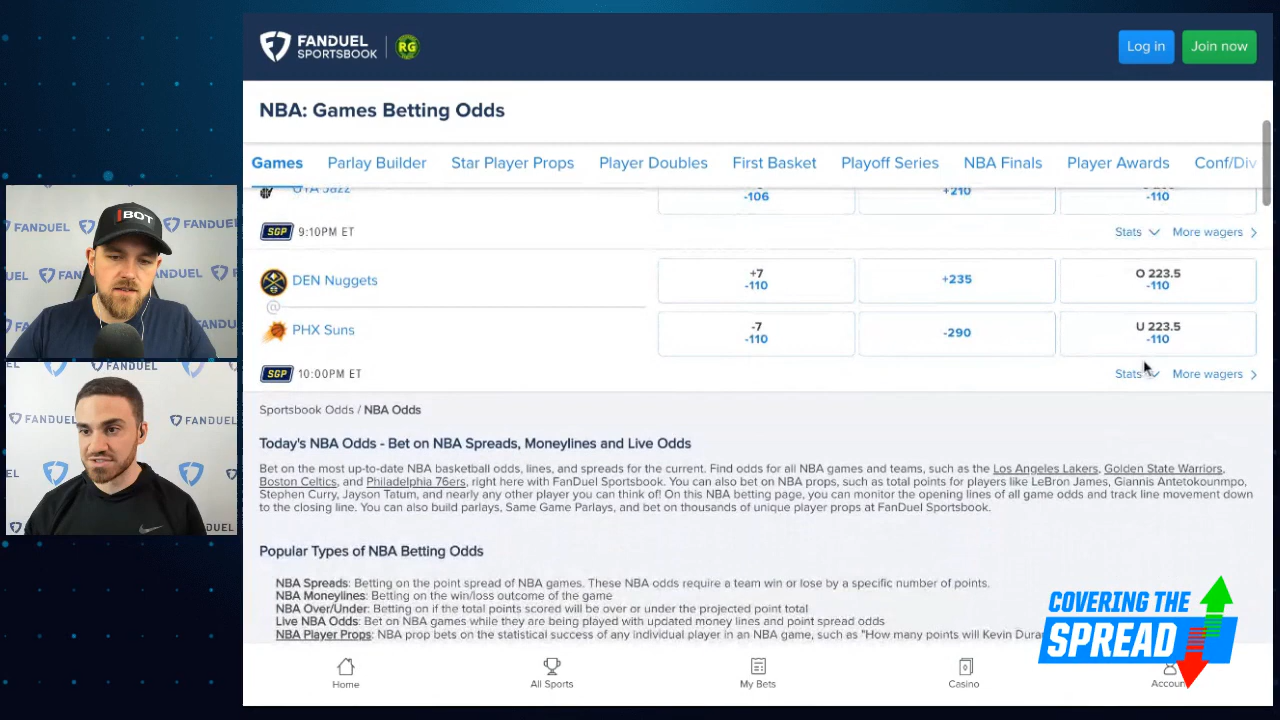 FANDUEL
SPORTSBOOK
RG
Log in
Join now
NBA: Games Betting Odds
Games
Parlay Builder
Star Player Props
Player Doubles
First Basket
Playoff Series
NBA Finals
Player Awards
Conf/Div
UTA Jazz
-106
+210
-110
SGP 9:10PM ET
Stats
More wagers
DEN Nuggets
+7
-110
+235
O 223.5
-110
@
PHX Suns
-7
-110
-290
U 223.5
-110
SGP 10:00PM ET
Stats
More wagers
Sportsbook Odds / NBA Odds
Today's NBA Odds - Bet on NBA Spreads, Moneylines and Live Odds
Bet on the most up-to-date NBA basketball odds, lines, and spreads for the current. Find odds for all NBA games and teams, such as the Los Angeles Lakers, Golden State Warriors,
Boston Celtics, and Philadelphia 76ers, right here with FanDuel Sportsbook. You can also bet on NBA props, such as total points for players like LeBron James, Giannis Antetokounmpo,
Stephen Curry, Jayson Tatum, and nearly any other player you can think of! On this NBA betting page, you can monitor the opening lines of all game odds and track line movement down
to the closing line. You can also build parlays, Same Game Parlays, and bet on thousands of unique player props at FanDuel Sportsbook.
Popular Types of NBA Betting Odds
NBA Spreads: Betting on the point spread of NBA games. These NBA odds require a team win or lose by a specific number of points.
NBA Moneylines: Betting on the win/loss outcome of the game
NBA Over/Under: Betting on if the total points scored will be over or under the projected point total
Live NBA Odds: Bet on NBA games while they are being played with updated money lines and point spread odds
NBA Player Props: NBA prop bets on the statistical success of any individual player in an NBA game, such as "How many points will Kevin Duran
Home
All Sports
My Bets
Casino
Accoun
COVERING THE
SPREAD
BOT
FANDUEL
FANDUEL
FANDUEL
FANDUEL